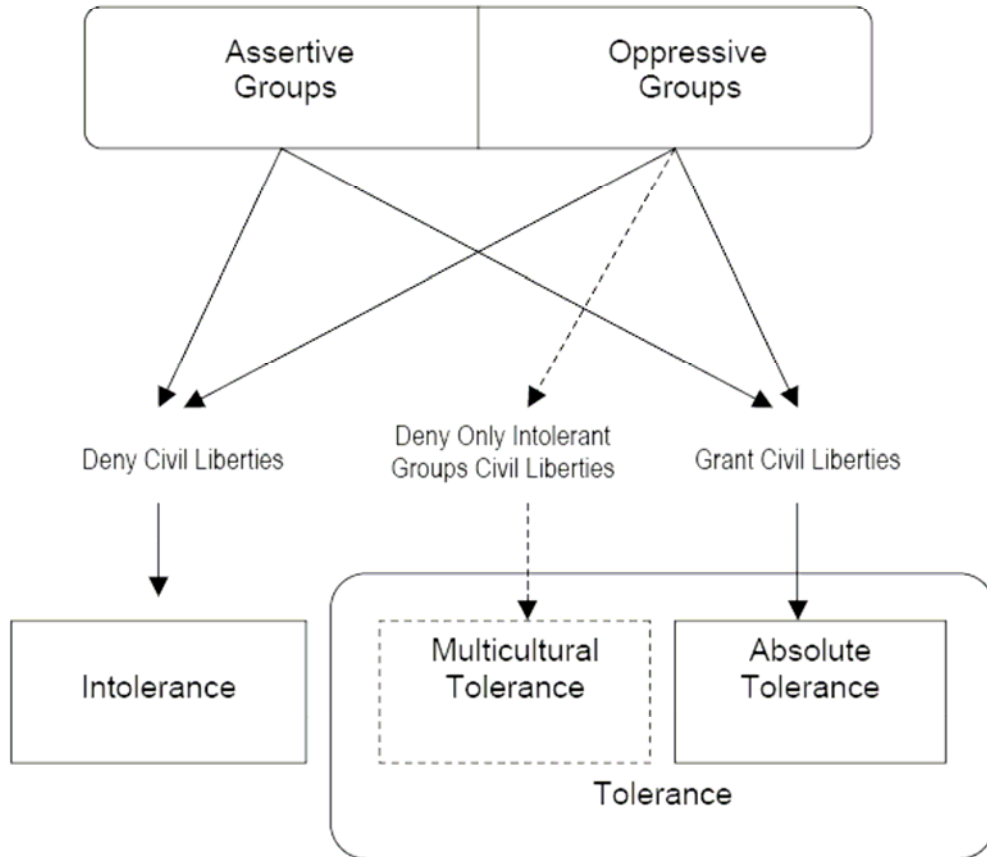 Assertive
Groups
Oppressive
Groups
Deny Civil Liberties
Deny Only Intolerant
Groups Civil Liberties
Grant Civil Liberties
Intolerance
Multicultural
Tolerance
Absolute
Tolerance
Tolerance